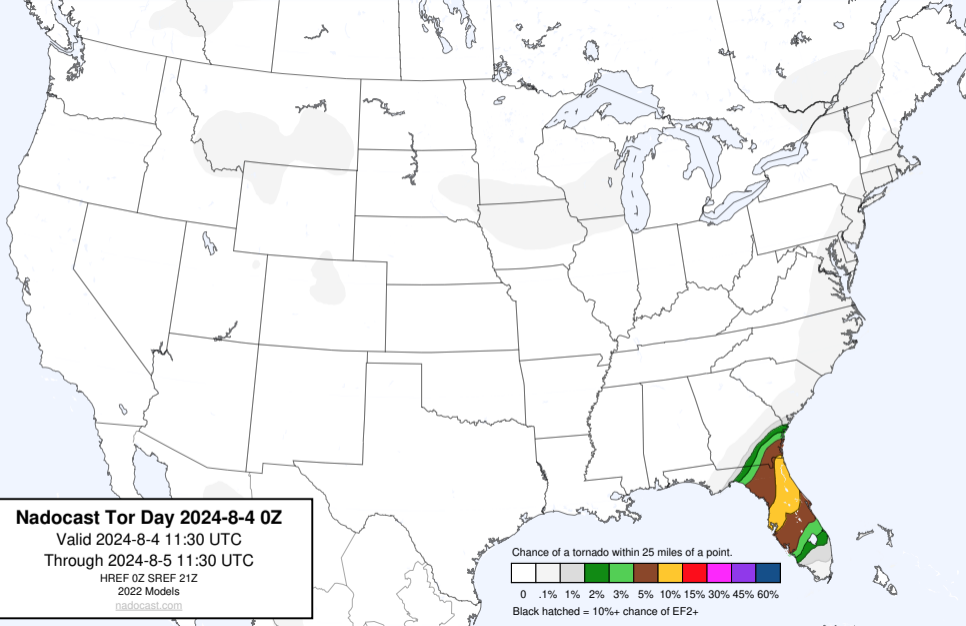 Nadocast Tor Day 2024-8-4 0Z
Valid 2024-8-4 11:30 UTC
Through 2024-8-5 11:30 UTC
HREF 0Z SREF 21Z
2022 Models
nadocast.com
Chance of a tornado within 25 miles of a point.
0 .1% 1% 2% 3% 5% 10% 15% 30% 45% 60%
Black hatched = 10%+ chance of EF2+